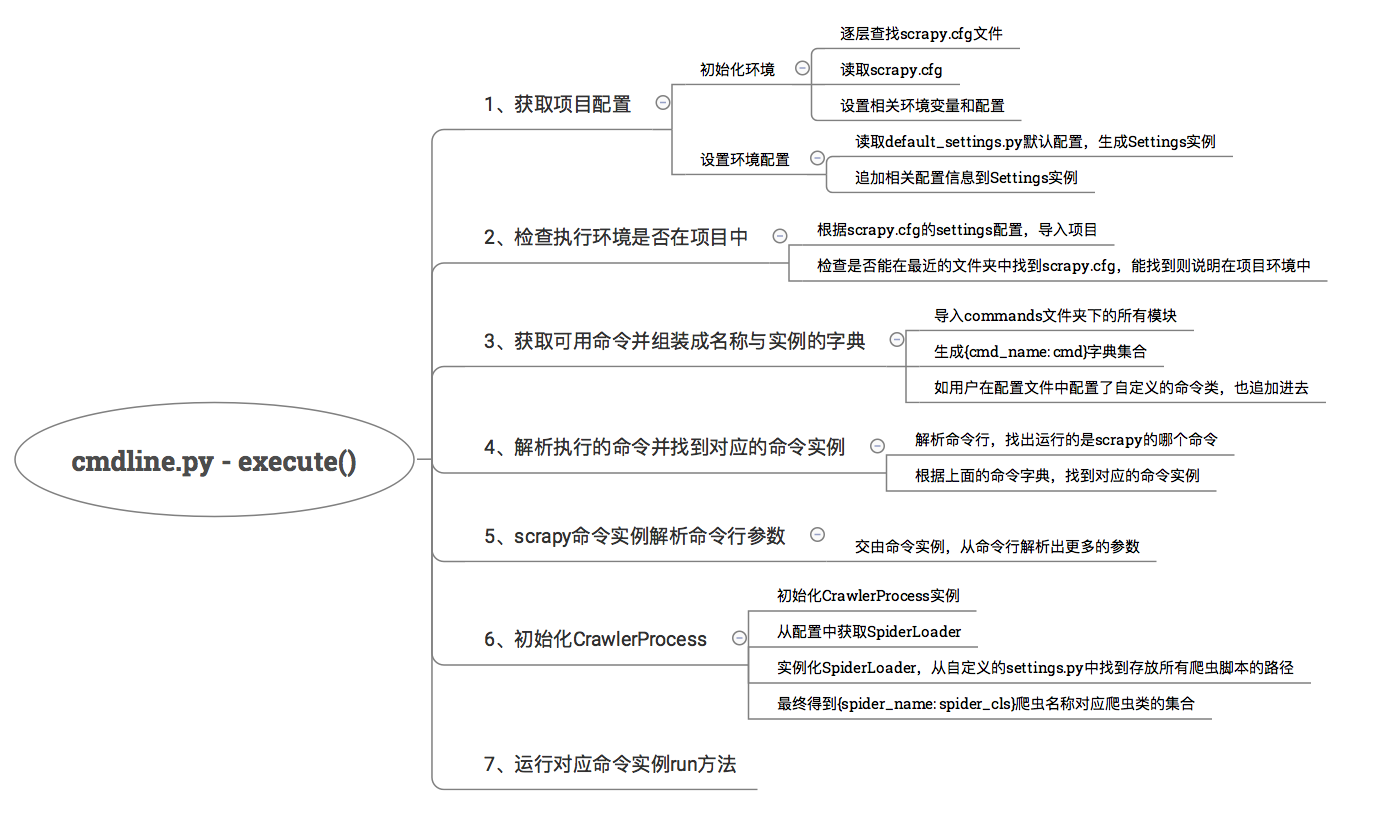 cmdline.py - execute()
1、获取项目配置
初始化环境
逐层查找scrapy.cfg文件
读取scrapy.cfg
设置相关环境变量和配置
设置环境配置
读取default_settings.py默认配置，生成Settings实例
追加相关配置信息到Settings实例
2、检查执行环境是否在项目中
根据scrapy.cfg的settings配置，导入项目
检查是否能在最近的文件夹中找到scrapy.cfg，能找到则说明在项目环境中
3、获取可用命令并组装成名称与实例的字典
导入commands文件夹下的所有模块
生成{cmd_name: cmd}字典集合
如用户在配置文件中配置了自定义的命令类，也追加进去
4、解析执行的命令并找到对应的命令实例
解析命令行，找出运行的是scrapy的哪个命令
根据上面的命令字典，找到对应的命令实例
5、scrapy命令实例解析命令行参数
交由命令实例，从命令行解析出更多的参数
6、初始化CrawlerProcess
初始化CrawlerProcess实例
从配置中获取SpiderLoader
实例化SpiderLoader，从自定义的settings.py中找到存放所有爬虫脚本的路径
最终得到{spider_name: spider_cls}爬虫名称对应爬虫类的集合
7、运行对应命令实例run方法